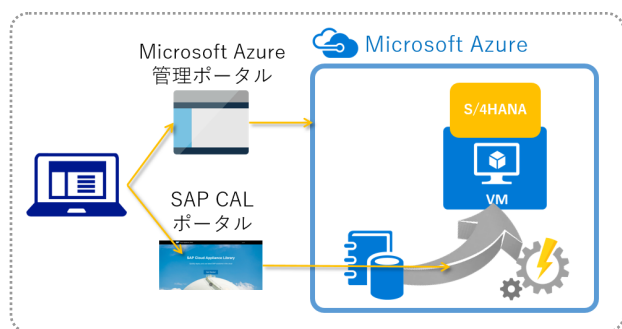 Microsoft Azure
管理ポータル
Microsoft Azure
S/4HANA
VM
SAP CAL
ポータル
SAP Cloud Appliance Library